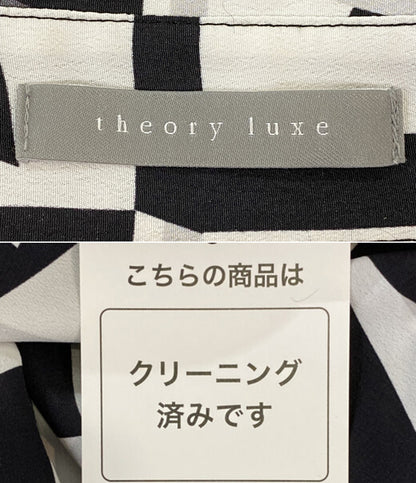 theory luxe
こちらの商品は
クリーニング
済みです